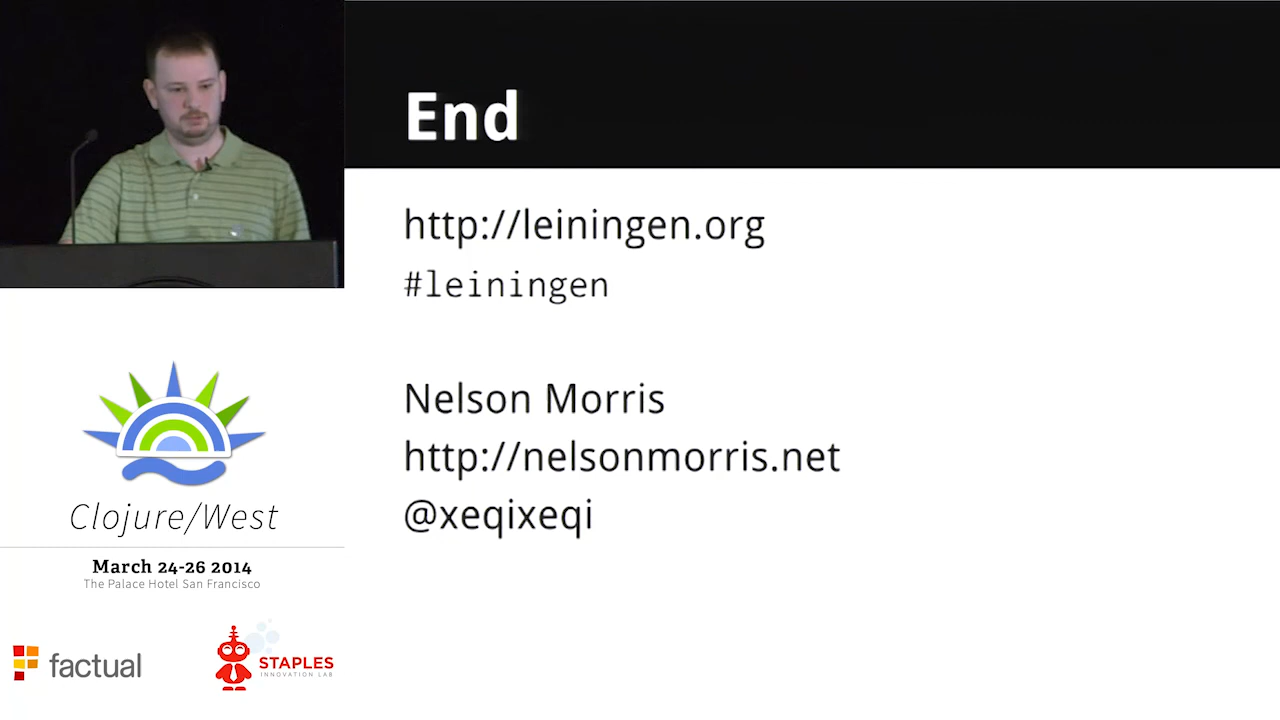 End
http://leiningen.org
#leiningen
Nelson Morris
http://nelsonmorris.net
@xeqixeqi
Clojure/West
March 24-26 2014
The Palace Hotel San Francisco
factual
STAPLES
INNOVATION LAB